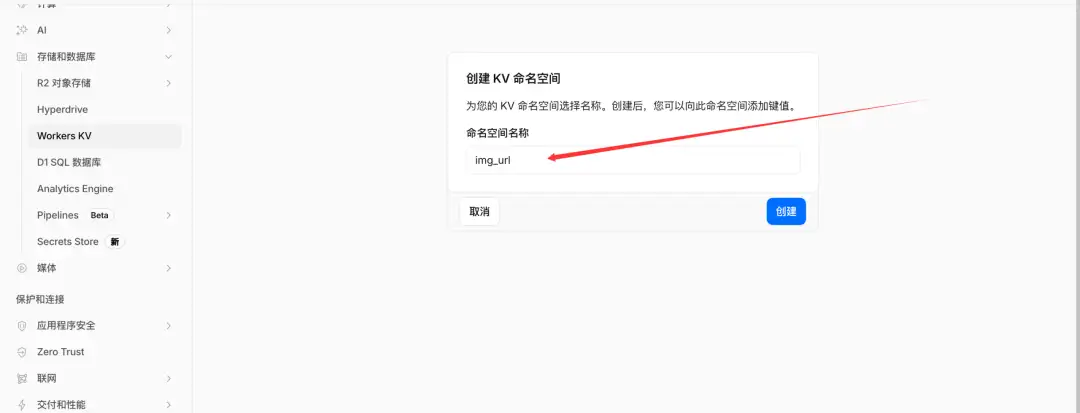 计算
AI
存储和数据库
R2 对象存储
Hyperdrive
Workers KV
D1 SQL 数据库
Analytics Engine
Pipelines Beta
Secrets Store 新
媒体
保护和连接
应用程序安全
Zero Trust
联网
交付和性能
创建 KV 命名空间
为您的 KV 命名空间选择名称。创建后，您可以向此命名空间添加键值。
命名空间名称
img_url
取消
创建